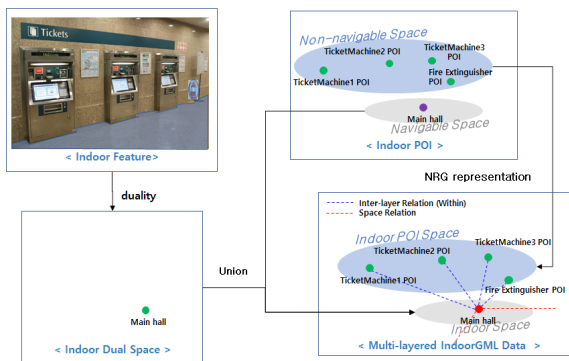 Tickets
< Indoor Feature>
duality
Main hall
< Indoor Dual Space >
Union
Non-navigable Space
TicketMachine1 POI
TicketMachine2 POI
TicketMachine3
POI
Fire Extinguisher
POI
Main hall
Navigable Space
< Indoor POI >
NRG representation
Inter-layer Relation (Within)
Space Relation
Indoor POI Space
TicketMachine1 POI
TicketMachine2 POI
TicketMachine3 POI
Fire Extinguisher POI
Main hall
Indoor Space
< Multi-layered IndoorGML Data >